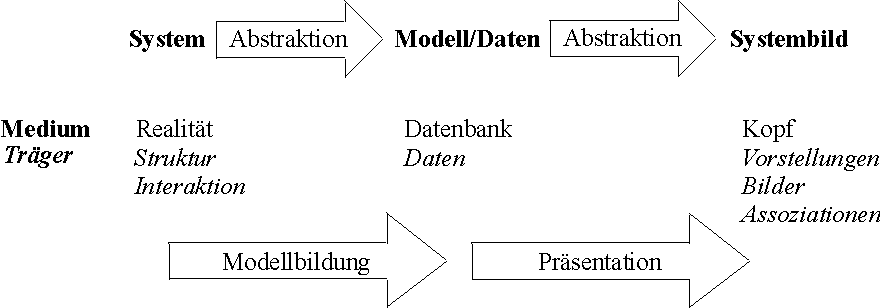 System Abstraktion Modell/Daten Abstraktion Systembild
Medium Realität Datenbank Kopf
Träger Struktur Daten Vorstellungen
Interaktion Bilder
Assoziationen
Modellbildung Präsentation